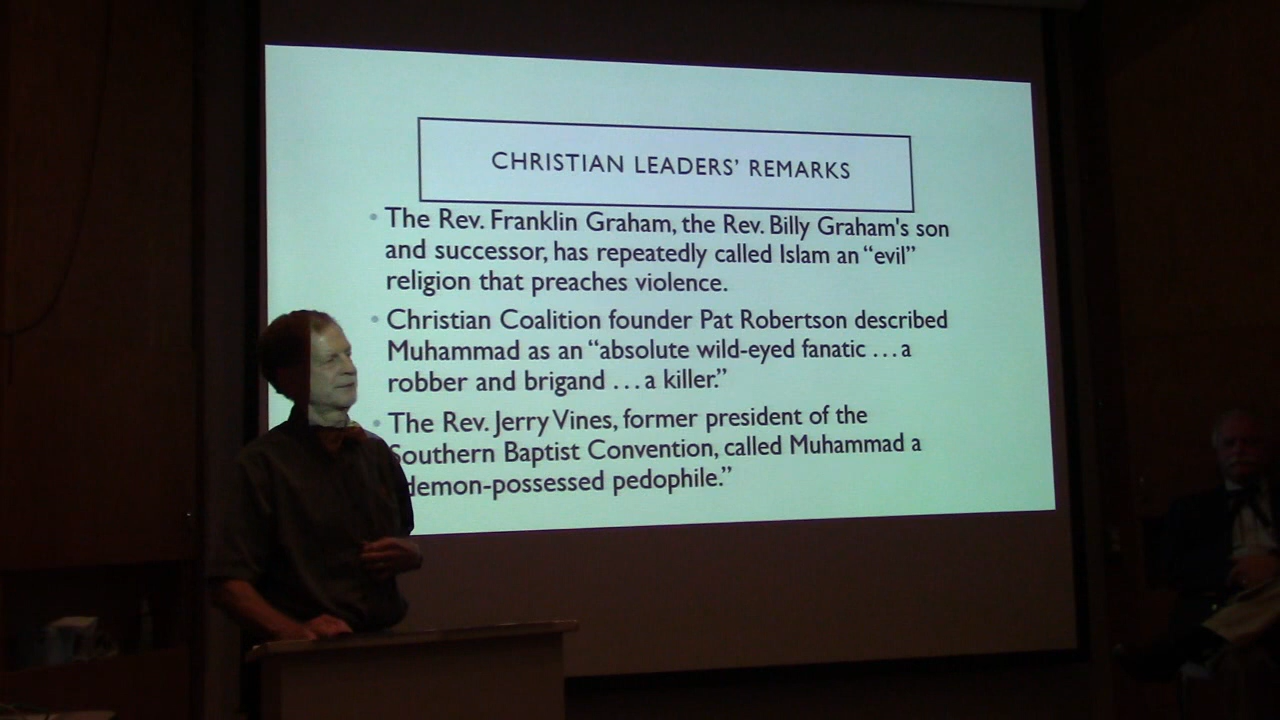 CHRISTIAN LEADERS’ REMARKS
• The Rev. Franklin Graham, the Rev. Billy Graham's son
and successor, has repeatedly called Islam an “evil”
religion that preaches violence.
• Christian Coalition founder Pat Robertson described
Muhammad as an “absolute wild-eyed fanatic …a
robber and brigand …a killer.”
• The Rev. Jerry Vines, former president of the
Southern Baptist Convention, called Muhammad a
demon-possessed pedophile.”